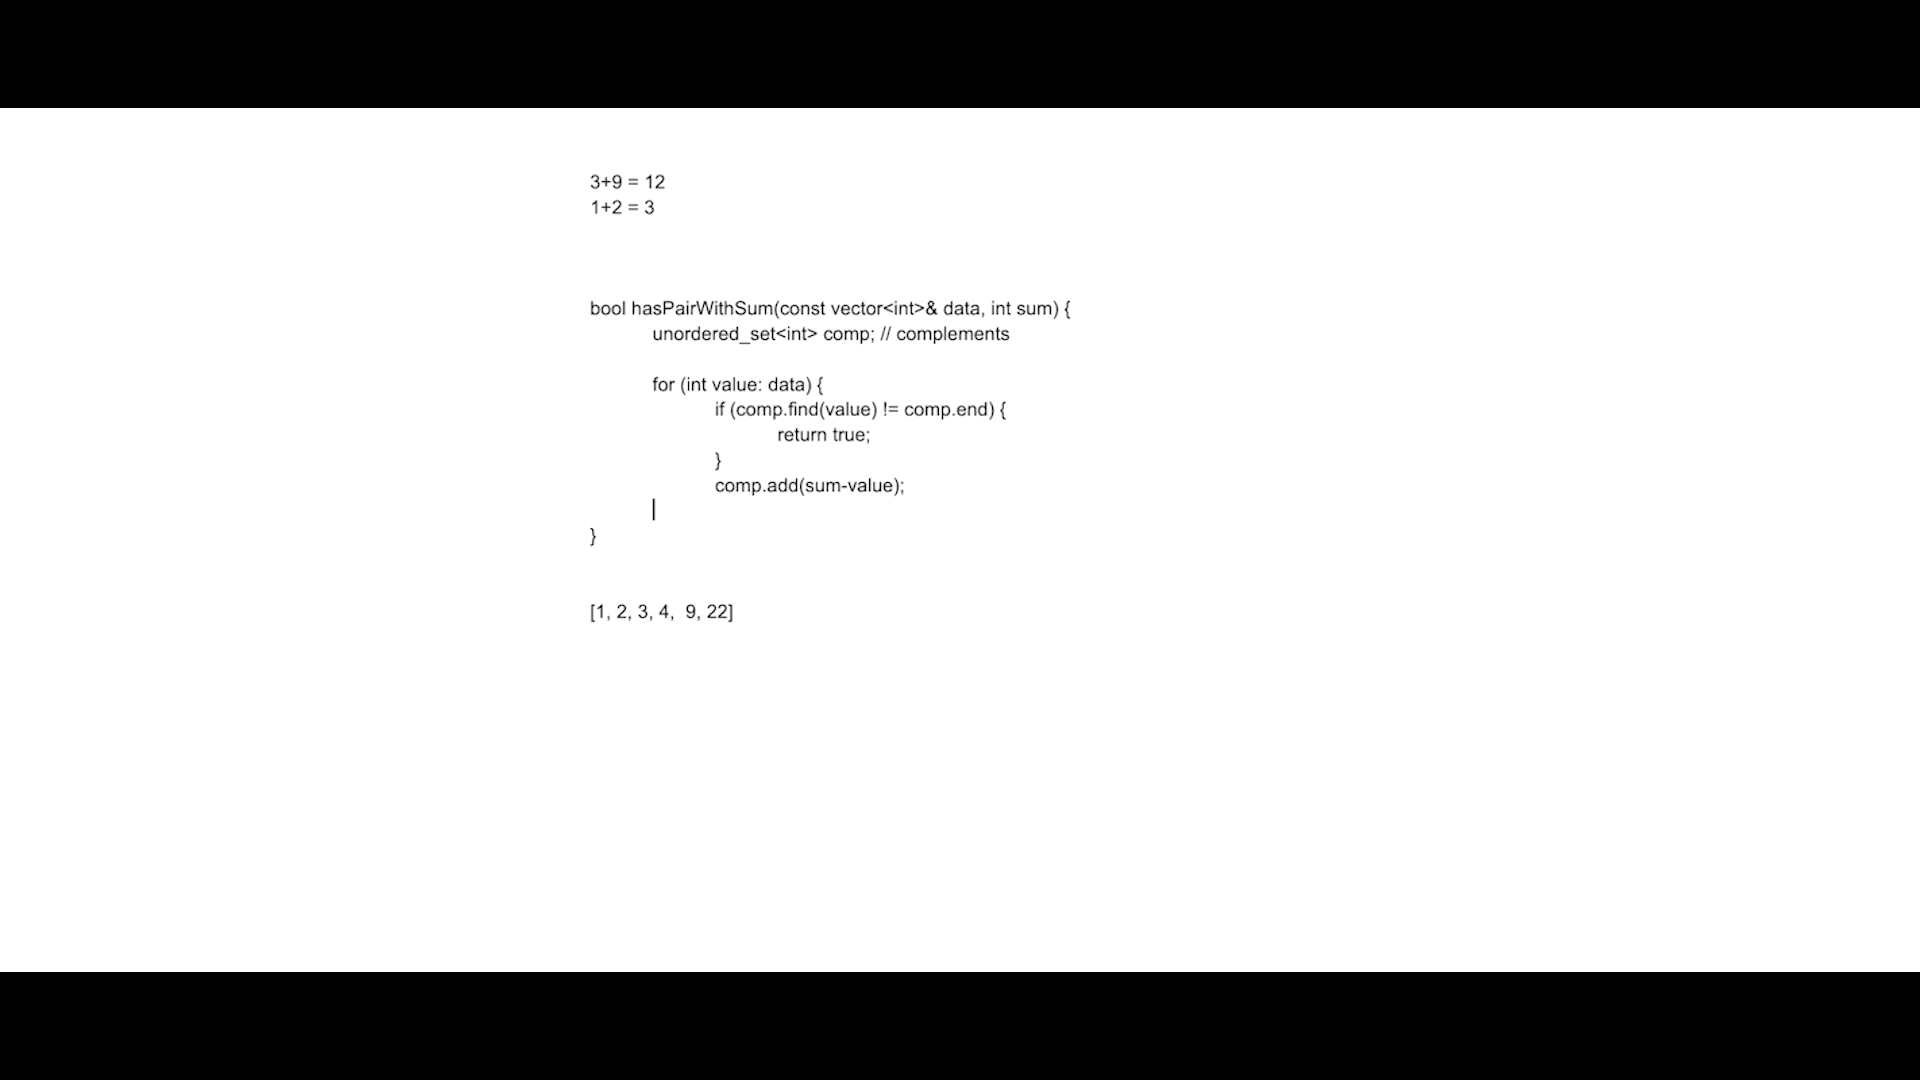 3+9 = 12
1+2 = 3
bool hasPairWithSum(const vector<int>& data, int sum) {
unordered_set<int> comp; // complements
for (int value: data) {
if (comp.find(value) != comp.end) {
return true;
}
comp.add(sum-value);
}
[1, 2, 3, 4,  9, 22]